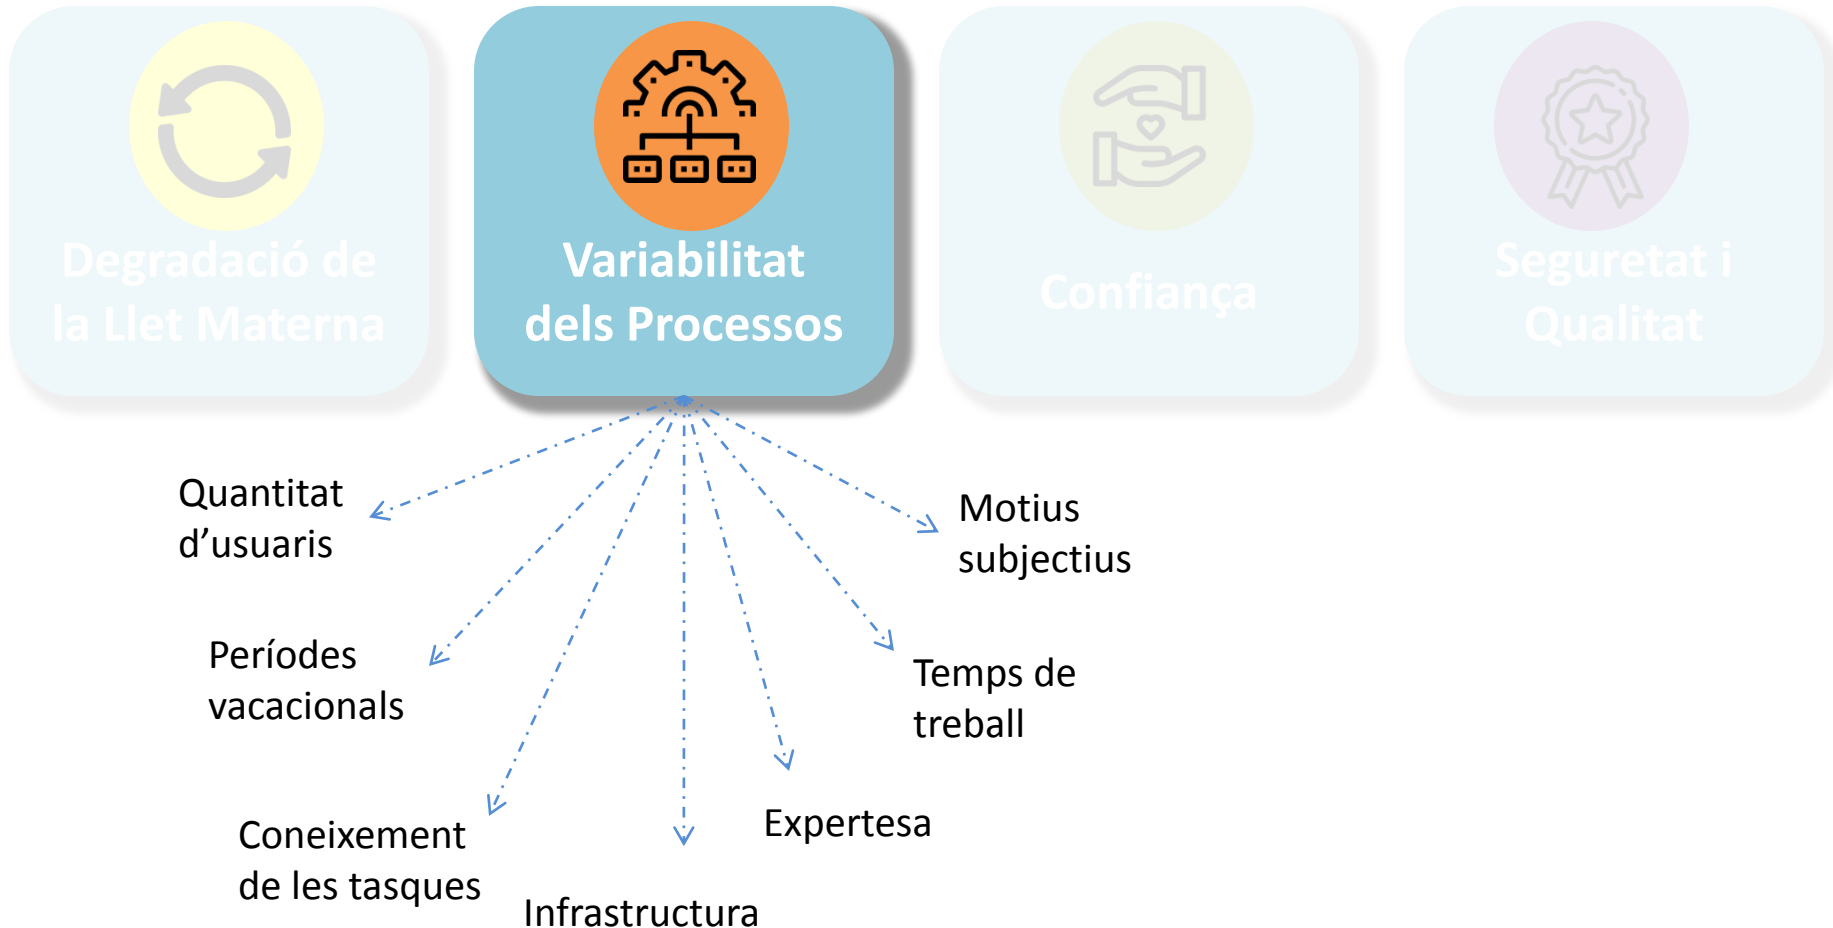 Degradació de
la Llet Materna
Variabilitat
dels Processos
Confiança
Seguretat i
Qualitat
Quantitat
d’usuaris
Motius
subjectius
Períodes
vacacionals
Temps de
treball
Coneixement
de les tasques
Expertesa
Infrastructura